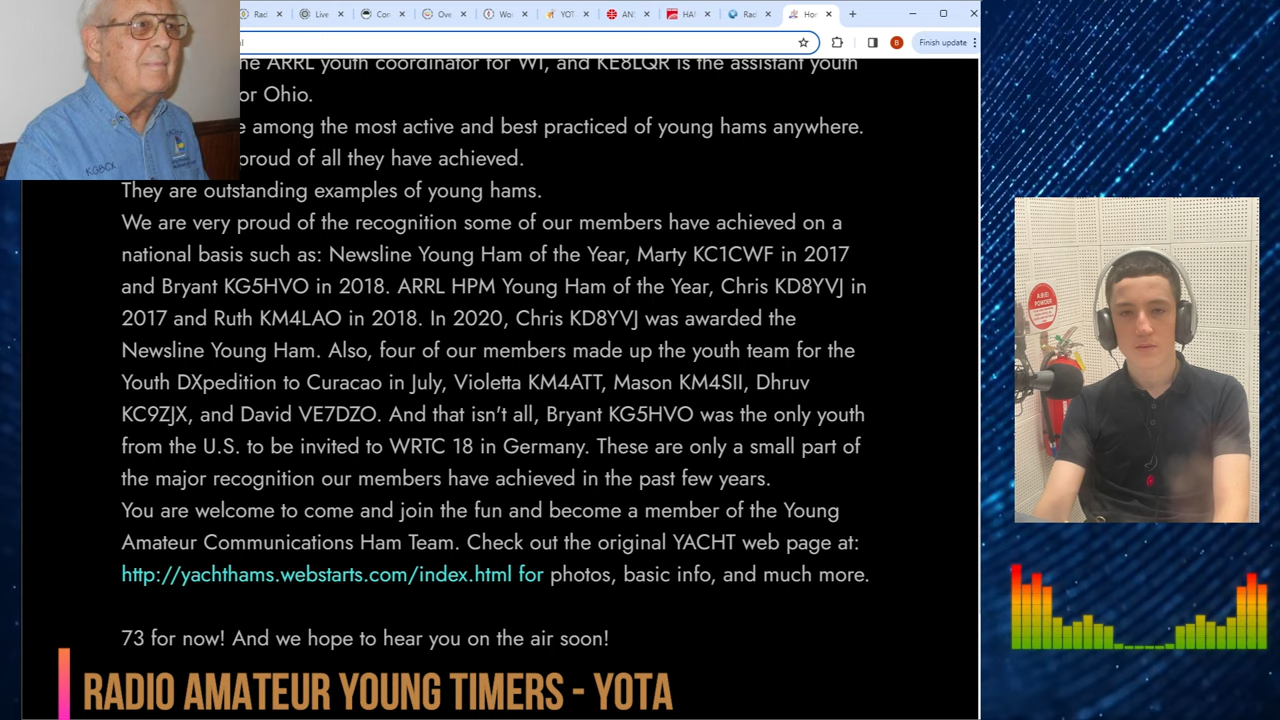 Rad
Live
Con
Ove
Wo
YOT
AN
HA
Rad
Ho
Finish update
he ARRL youth coordinator for WI, and KE8LQR is the assistant youth
or Ohio.
e among the most active and best practiced of young hams anywhere.
proud of all they have achieved.
They are outstanding examples of young hams.
We are very proud of the recognition some of our members have achieved on a
national basis such as: Newsline Young Ham of the Year, Marty KC1CWF in 2017
and Bryant KG5HVO in 2018. ARRL HPM Young Ham of the Year, Chris KD8YVJ in
2017 and Ruth KM4LAO in 2018. In 2020, Chris KD8YVJ was awarded the
Newsline Young Ham. Also, four of our members made up the youth team for the
Youth DXpedition to Curacao in July, Violetta KM4ATT, Mason KM4SII, Dhruv
KC9ZJX, and David VE7DZO. And that isn't all, Bryant KG5HVO was the only youth
from the U.S. to be invited to WRTC 18 in Germany. These are only a small part of
the major recognition our members have achieved in the past few years.
You are welcome to come and join the fun and become a member of the Young
Amateur Communications Ham Team. Check out the original YACHT web page at:
http://yachthams.webstarts.com/index.html for photos, basic info, and much more.
73 for now! And we hope to hear you on the air soon!
RADIO AMATEUR YOUNG TIMERS - YOTA
POWDER